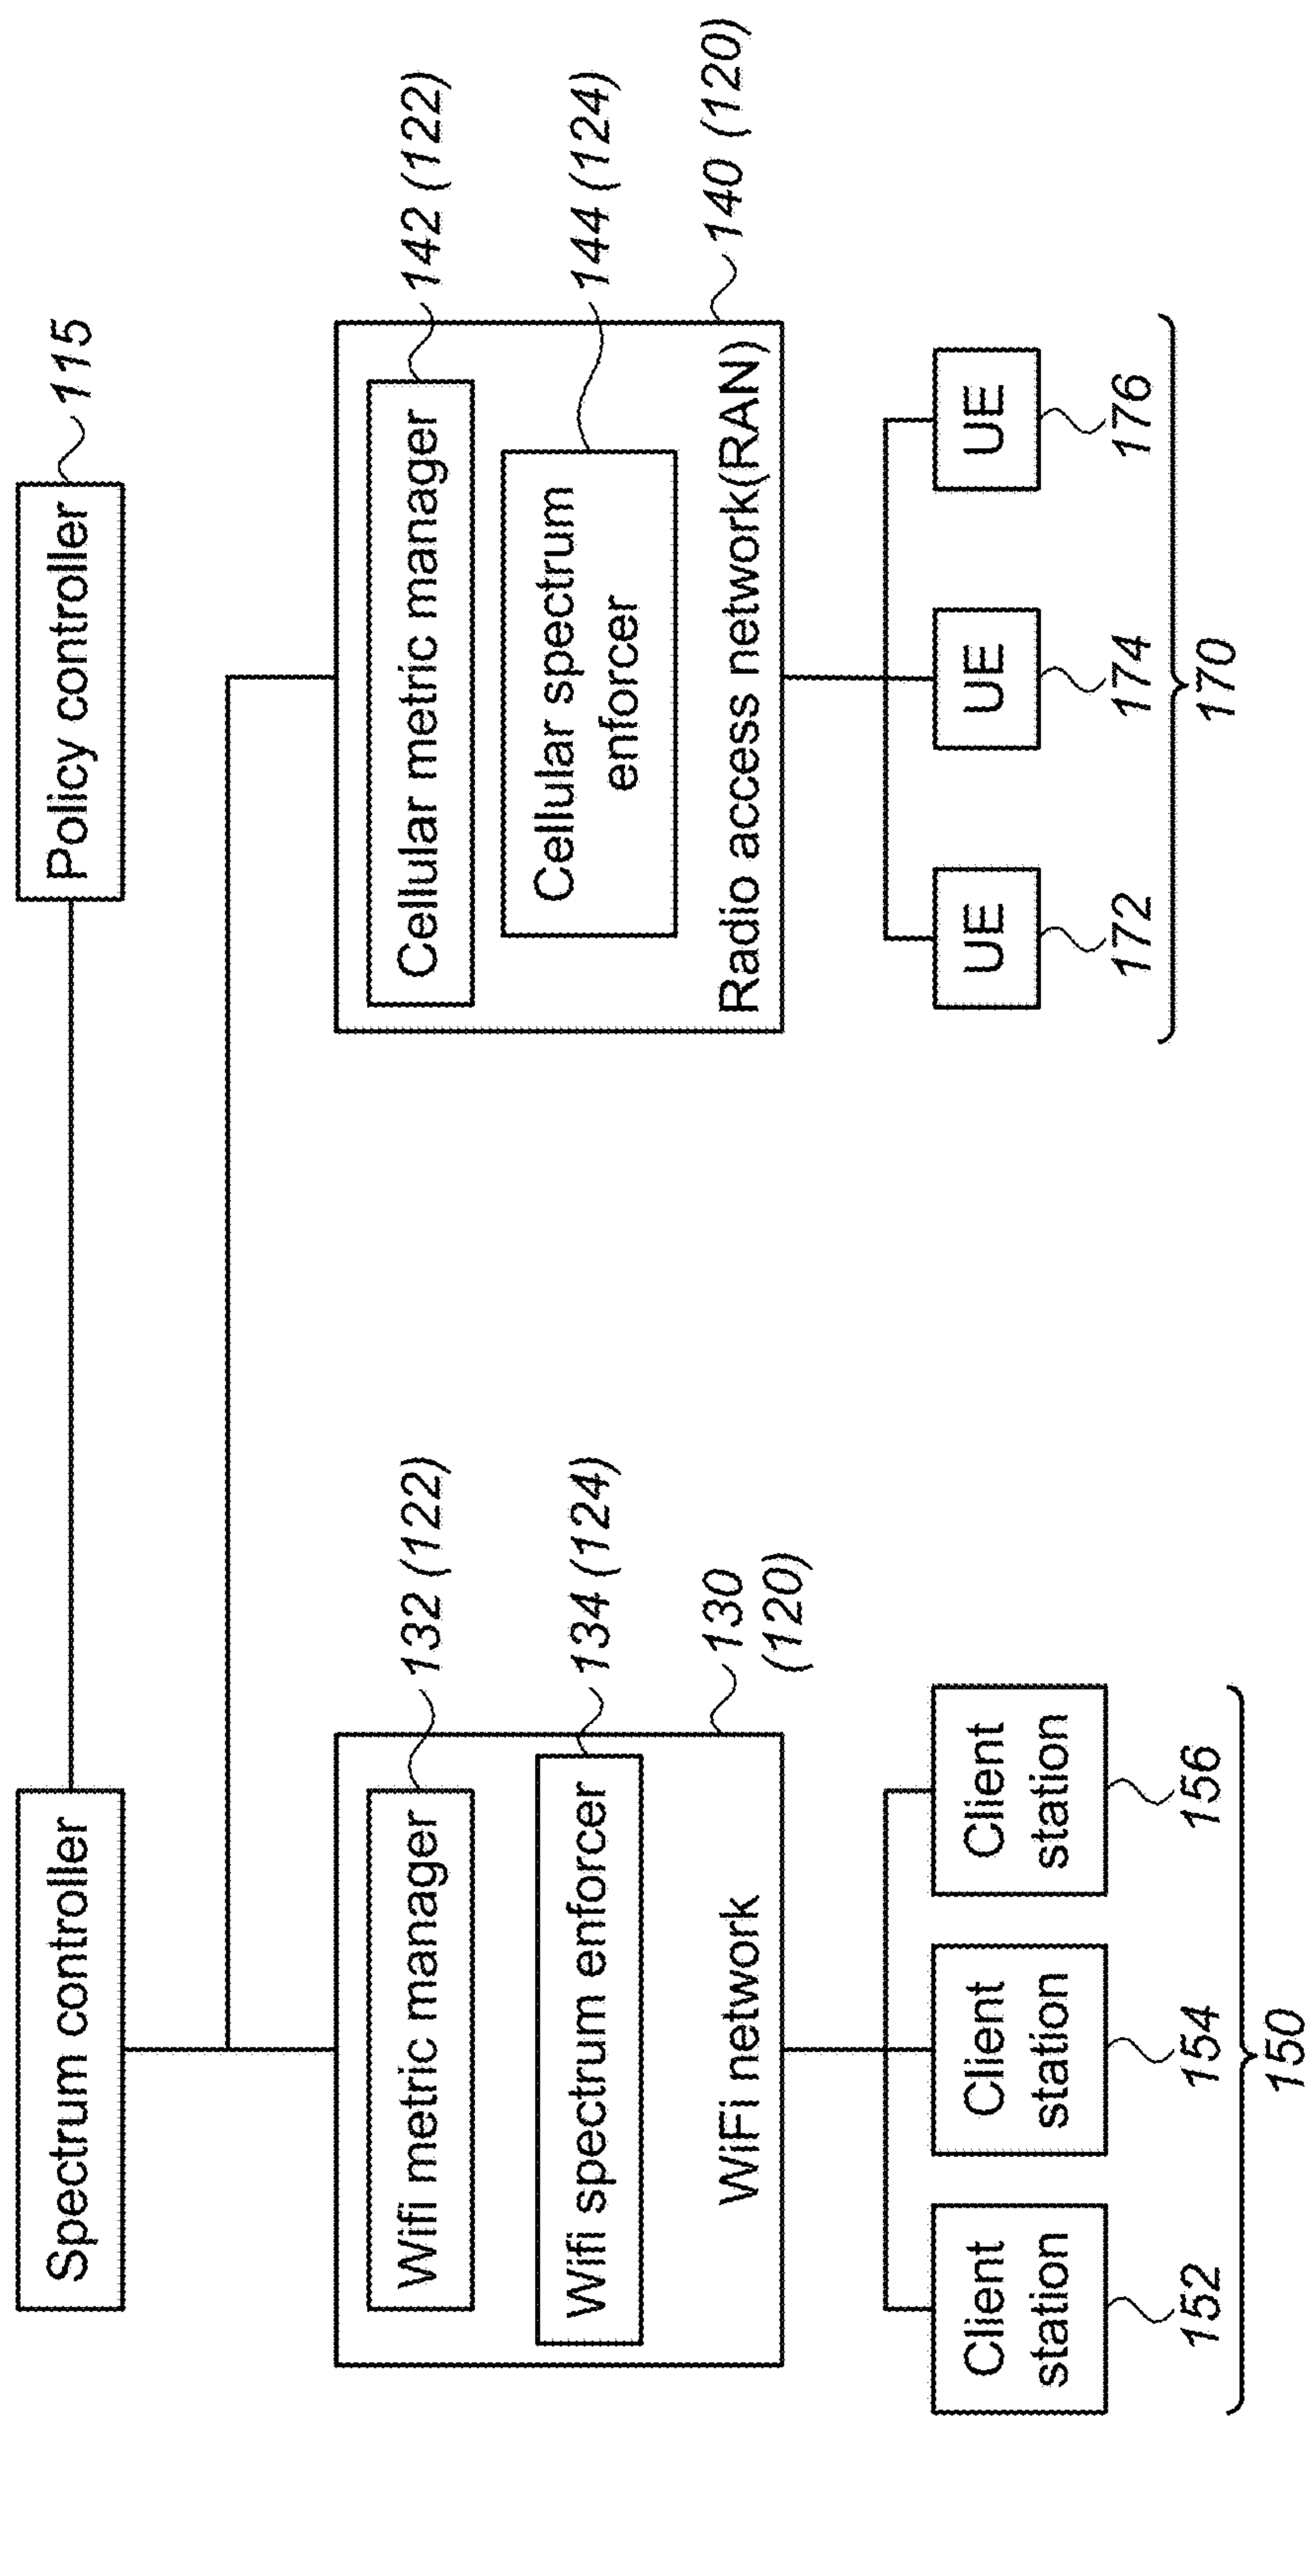 Spectrum controller
Policy controller
115
Wifi metric manager
132 (122)
Wifi spectrum enforcer
134 (124)
WiFi network
130
(120)
Cellular metric manager
142 (122)
Cellular spectrum
enforcer
144 (124)
Radio access network(RAN)
140 (120)
Client
station
152
Client
station
154
Client
station
156
150
UE
172
UE
174
UE
176
170